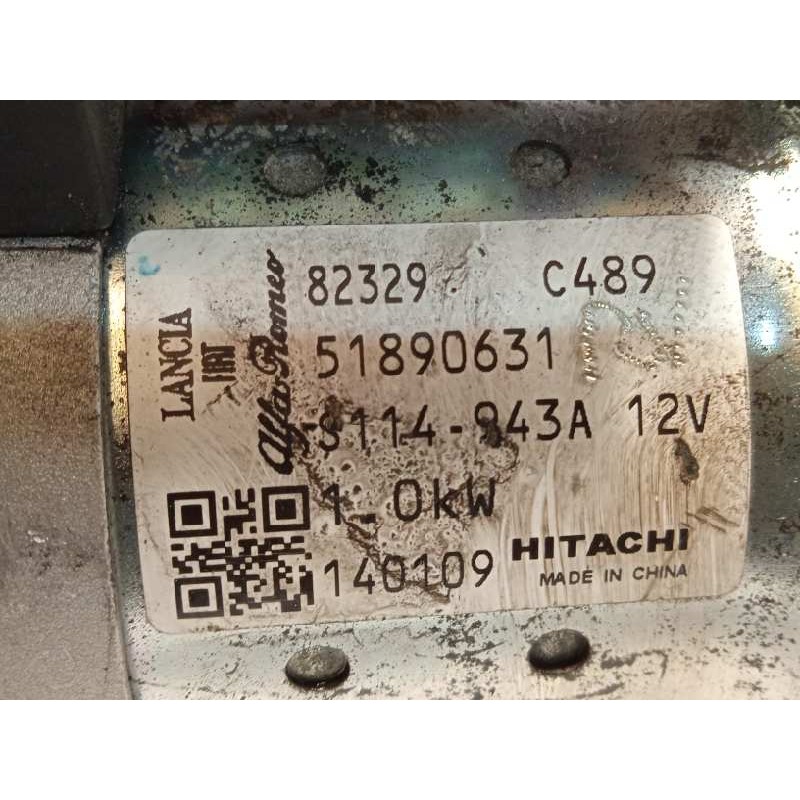 82329 C489
LANCIA
FIAT
Alfa Romeo
51890631
S114-943A 12V
1.0kW
140109 HITACHI
MADE IN CHINA